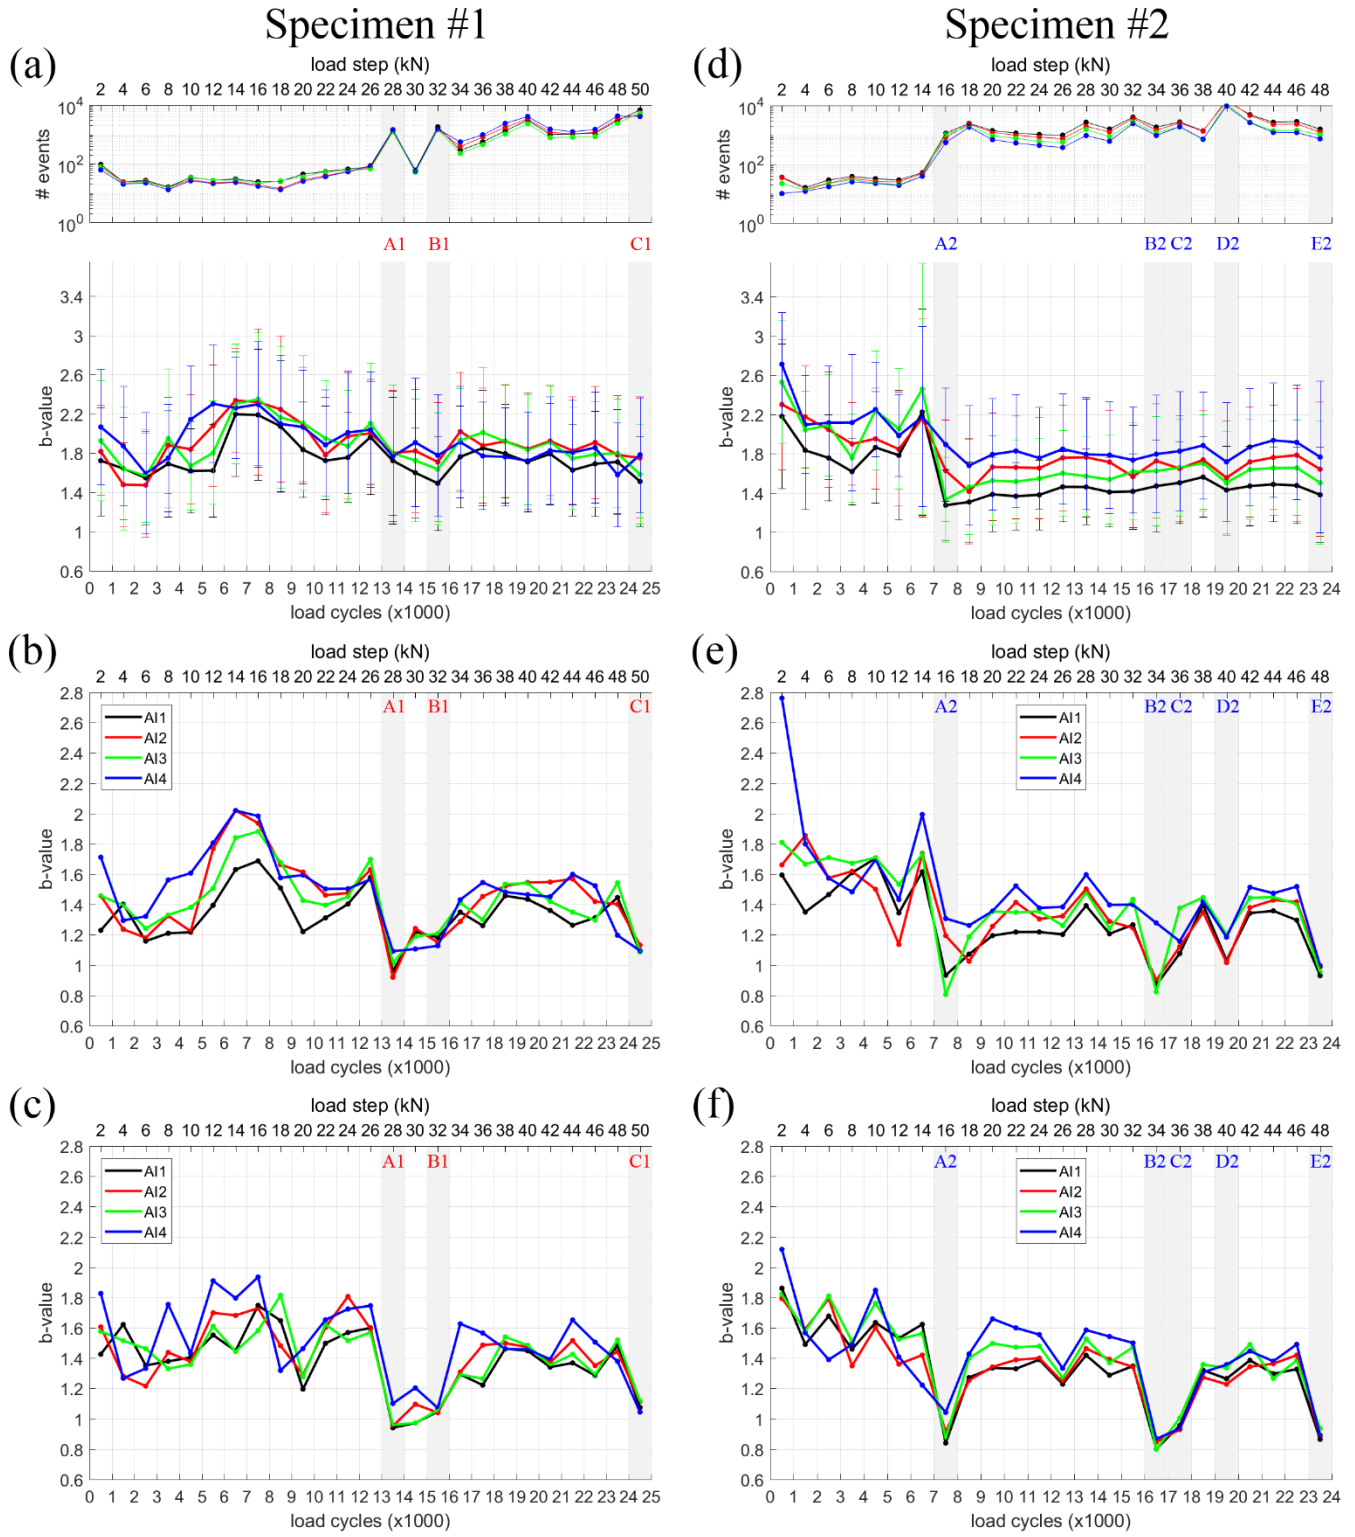 Specimen #1
Specimen #2
(a)
load step (kN)
2 4 6 8 10 12 14 16 18 20 22 24 26 28 30 32 34 36 38 40 42 44 46 48 50
10^4
10^2
10^0
# events
A1 B1 C1
3.4
3
2.6
2.2
1.8
1.4
1
0.6
b-value
0 1 2 3 4 5 6 7 8 9 10 11 12 13 14 15 16 17 18 19 20 21 22 23 24 25
load cycles (x1000)
(d)
load step (kN)
2 4 6 8 10 12 14 16 18 20 22 24 26 28 30 32 34 36 38 40 42 44 46 48
10^4
10^2
10^0
# events
A2 B2 C2 D2 E2
3.4
3
2.6
2.2
1.8
1.4
1
0.6
b-value
0 1 2 3 4 5 6 7 8 9 10 11 12 13 14 15 16 17 18 19 20 21 22 23 24
load cycles (x1000)
(b)
load step (kN)
2 4 6 8 10 12 14 16 18 20 22 24 26 28 30 32 34 36 38 40 42 44 46 48 50
A1 B1 C1
2.8
2.6
2.4
2.2
2
1.8
1.6
1.4
1.2
1
0.8
0.6
b-value
AI1
AI2
AI3
AI4
0 1 2 3 4 5 6 7 8 9 10 11 12 13 14 15 16 17 18 19 20 21 22 23 24 25
load cycles (x1000)
(e)
load step (kN)
2 4 6 8 10 12 14 16 18 20 22 24 26 28 30 32 34 36 38 40 42 44 46 48
A2 B2 C2 D2 E2
2.8
2.6
2.4
2.2
2
1.8
1.6
1.4
1.2
1
0.8
0.6
b-value
AI1
AI2
AI3
AI4
0 1 2 3 4 5 6 7 8 9 10 11 12 13 14 15 16 17 18 19 20 21 22 23 24
load cycles (x1000)
(c)
load step (kN)
2 4 6 8 10 12 14 16 18 20 22 24 26 28 30 32 34 36 38 40 42 44 46 48 50
A1 B1 C1
2.8
2.6
2.4
2.2
2
1.8
1.6
1.4
1.2
1
0.8
0.6
b-value
AI1
AI2
AI3
AI4
0 1 2 3 4 5 6 7 8 9 10 11 12 13 14 15 16 17 18 19 20 21 22 23 24 25
load cycles (x1000)
(f)
load step (kN)
2 4 6 8 10 12 14 16 18 20 22 24 26 28 30 32 34 36 38 40 42 44 46 48
A2 B2 C2 D2 E2
2.8
2.6
2.4
2.2
2
1.8
1.6
1.4
1.2
1
0.8
0.6
b-value
AI1
AI2
AI3
AI4
0 1 2 3 4 5 6 7 8 9 10 11 12 13 14 15 16 17 18 19 20 21 22 23 24
load cycles (x1000)